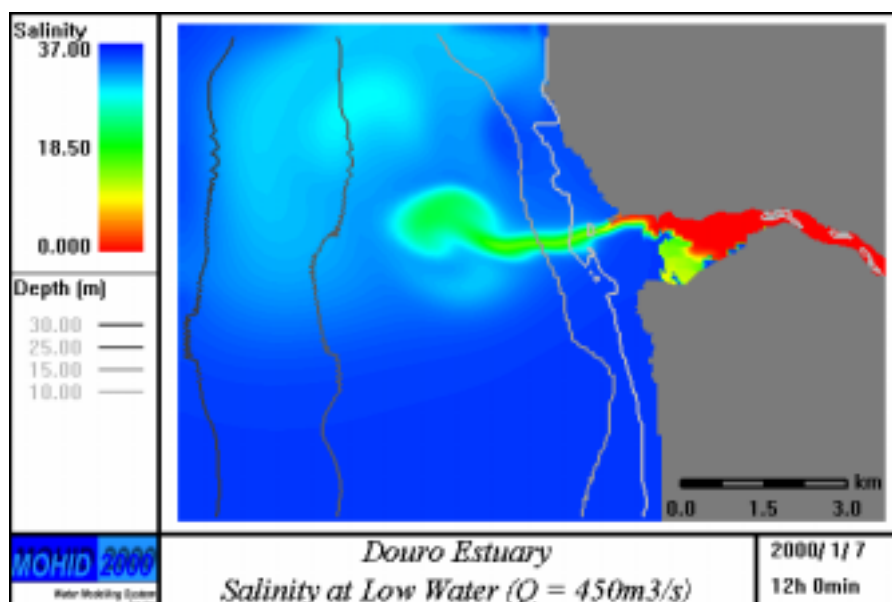 Salinity
37.00
18.50
0.000
Depth (m)
30.00
25.00
15.00
10.00
km
0.0 1.5 3.0
MOHID 2000
Water Modelling System
Douro Estuary
Salinity at Low Water (Q = 450m3/s)
2000/ 1/ 7
12h 0min